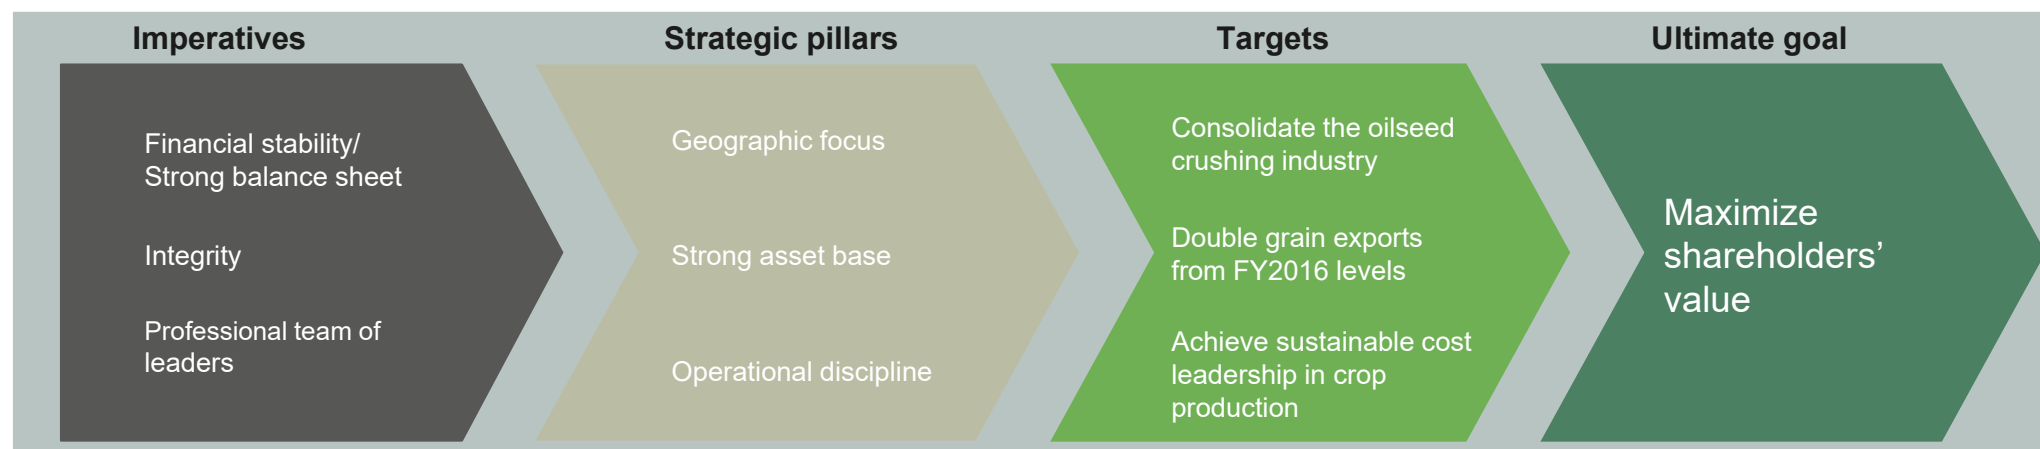 Imperatives
Financial stability/
Strong balance sheet
Integrity
Professional team of
leaders
Strategic pillars
Geographic focus
Strong asset base
Operational discipline
Targets
Consolidate the oilseed
crushing industry
Double grain exports
from FY2016 levels
Achieve sustainable cost
leadership in crop
production
Ultimate goal
Maximize
shareholders’
value